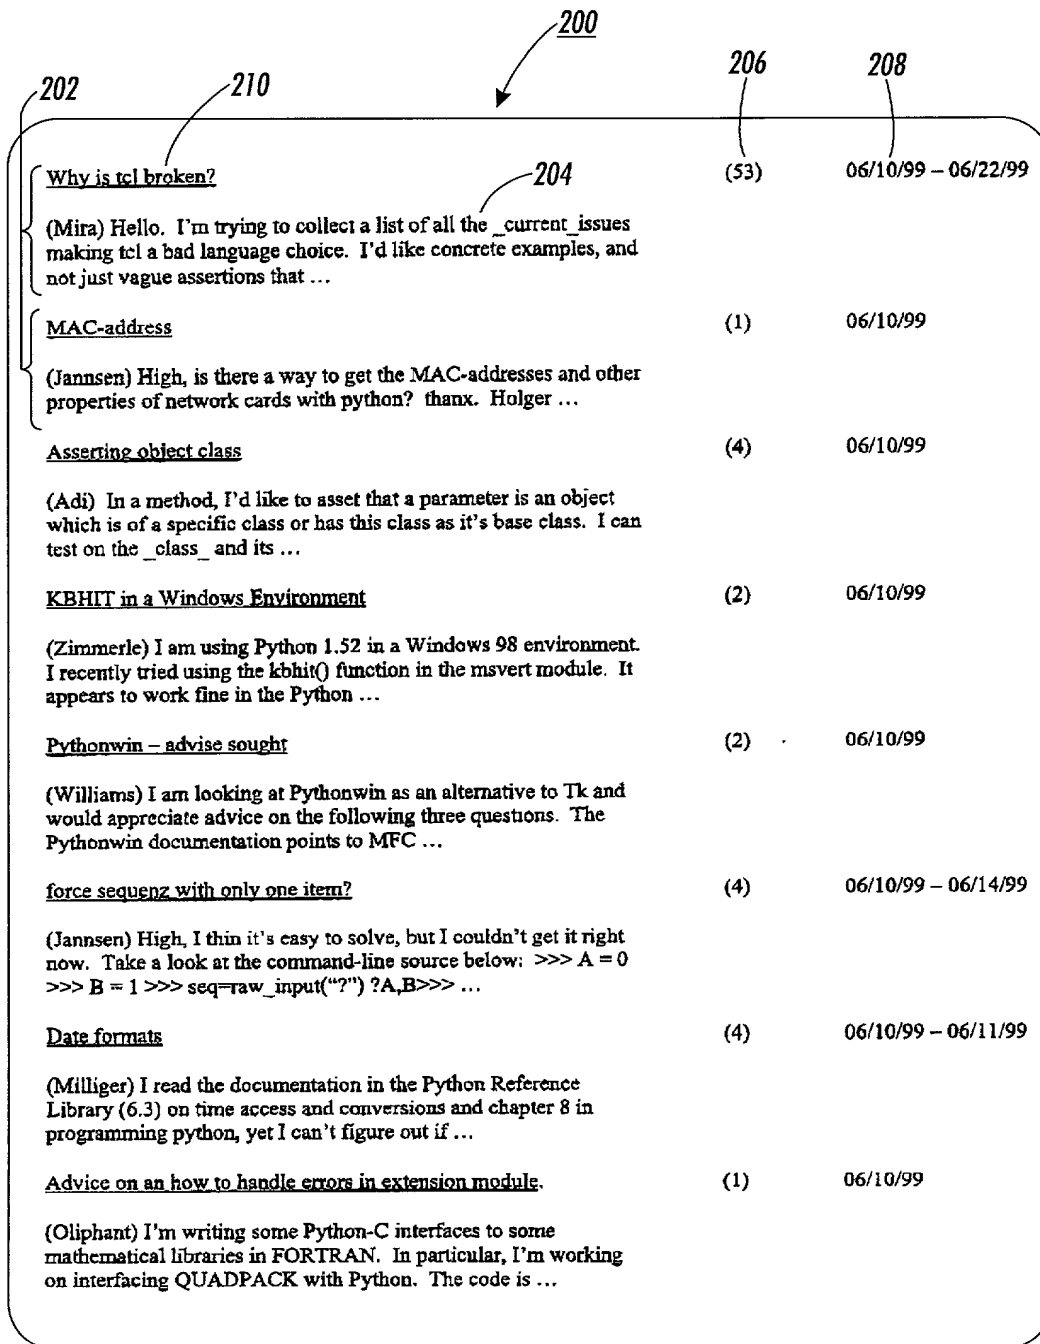 200
202 210 206 208
Why is tcl broken? (53) 06/10/99 – 06/22/99
204
(Mira) Hello. I'm trying to collect a list of all the _current_issues
making tcl a bad language choice. I'd like concrete examples, and
not just vague assertions that ...
MAC-address (1) 06/10/99
(Jannsen) High, is there a way to get the MAC-addresses and other
properties of network cards with python? thanx. Holger ...
Asserting object class (4) 06/10/99
(Adi) In a method, I'd like to asset that a parameter is an object
which is of a specific class or has this class as it's base class. I can
test on the _class_ and its ...
KBHIT in a Windows Environment (2) 06/10/99
(Zimmerle) I am using Python 1.52 in a Windows 98 environment.
I recently tried using the kbhit() function in the msvert module. It
appears to work fine in the Python ...
Pythonwin – advise sought (2) 06/10/99
(Williams) I am looking at Pythonwin as an alternative to Tk and
would appreciate advice on the following three questions. The
Pythonwin documentation points to MFC ...
force sequenz with only one item? (4) 06/10/99 – 06/14/99
(Jannsen) High, I thin it's easy to solve, but I couldn't get it right
now. Take a look at the command-line source below: >>> A = 0
>>> B = 1 >>> seq=raw_input("?") ?A,B>>> ...
Date formats (4) 06/10/99 – 06/11/99
(Milliger) I read the documentation in the Python Reference
Library (6.3) on time access and conversions and chapter 8 in
programming python, yet I can't figure out if ...
Advice on an how to handle errors in extension module. (1) 06/10/99
(Oliphant) I'm writing some Python-C interfaces to some
mathematical libraries in FORTRAN. In particular, I'm working
on interfacing QUADPACK with Python. The code is ...